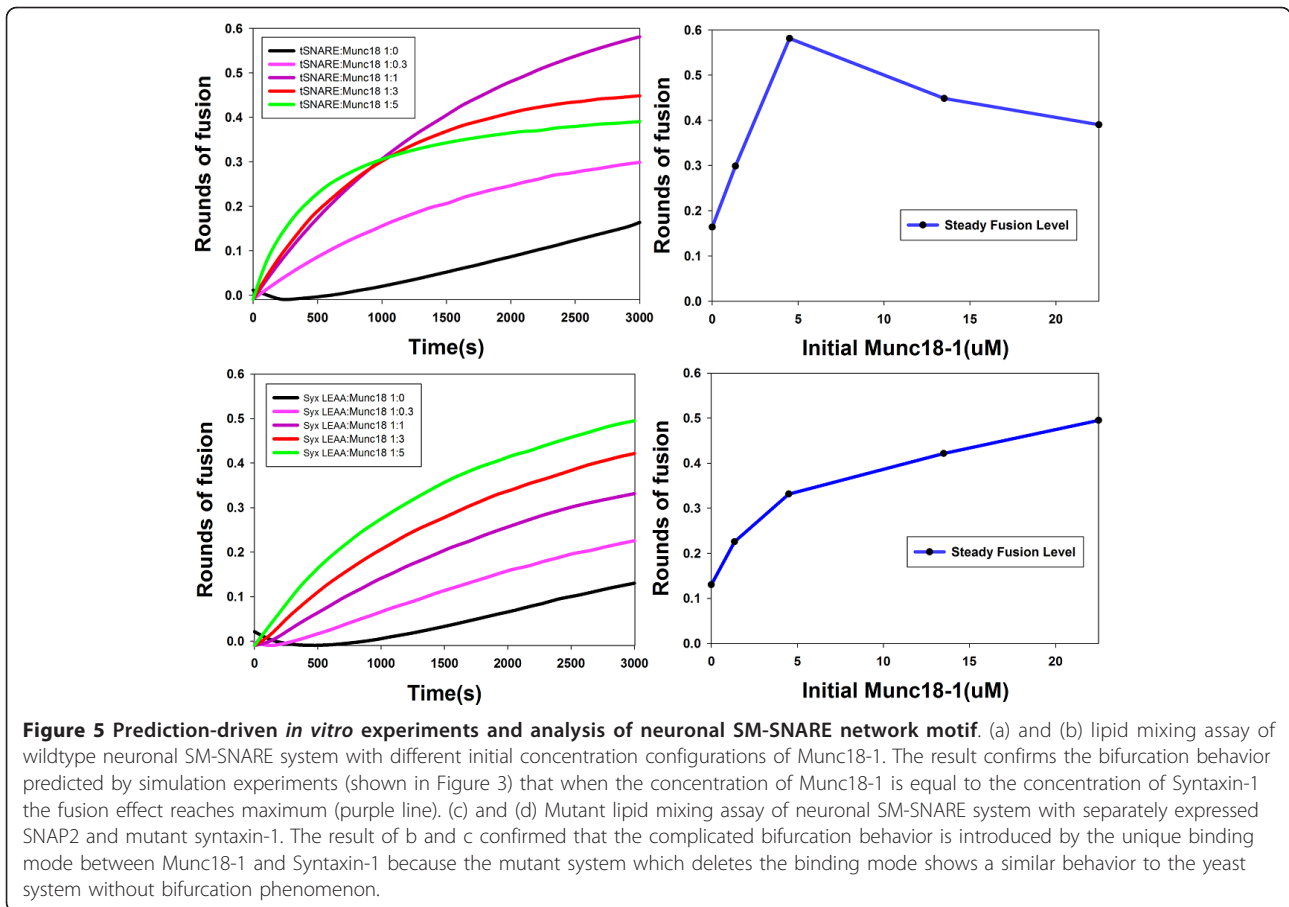 tSNARE:Munc18 1:0
tSNARE:Munc18 1:0.3
tSNARE:Munc18 1:1
tSNARE:Munc18 1:3
tSNARE:Munc18 1:5
Rounds of fusion
0.6
0.5
0.4
0.3
0.2
0.1
0.0
0 500 1000 1500 2000 2500 3000
Time(s)
Rounds of fusion
0.6
0.5
0.4
0.3
0.2
0.1
0.0
Steady Fusion Level
0 5 10 15 20
Initial Munc18-1(uM)
Syx LEAA:Munc18 1:0
Syx LEAA:Munc18 1:0.3
Syx LEAA:Munc18 1:1
Syx LEAA:Munc18 1:3
Syx LEAA:Munc18 1:5
Rounds of fusion
0.6
0.5
0.4
0.3
0.2
0.1
0.0
0 500 1000 1500 2000 2500 3000
Time(s)
Rounds of fusion
0.6
0.5
0.4
0.3
0.2
0.1
0.0
Steady Fusion Level
0 5 10 15 20
Initial Munc18-1(uM)
Figure 5 Prediction-driven in vitro experiments and analysis of neuronal SM-SNARE network motif. (a) and (b) lipid mixing assay of
wildtype neuronal SM-SNARE system with different initial concentration configurations of Munc18-1. The result confirms the bifurcation behavior
predicted by simulation experiments (shown in Figure 3) that when the concentration of Munc18-1 is equal to the concentration of Syntaxin-1
the fusion effect reaches maximum (purple line). (c) and (d) Mutant lipid mixing assay of neuronal SM-SNARE system with separately expressed
SNAP2 and mutant syntaxin-1. The result of b and c confirmed that the complicated bifurcation behavior is introduced by the unique binding
mode between Munc18-1 and Syntaxin-1 because the mutant system which deletes the binding mode shows a similar behavior to the yeast
system without bifurcation phenomenon.